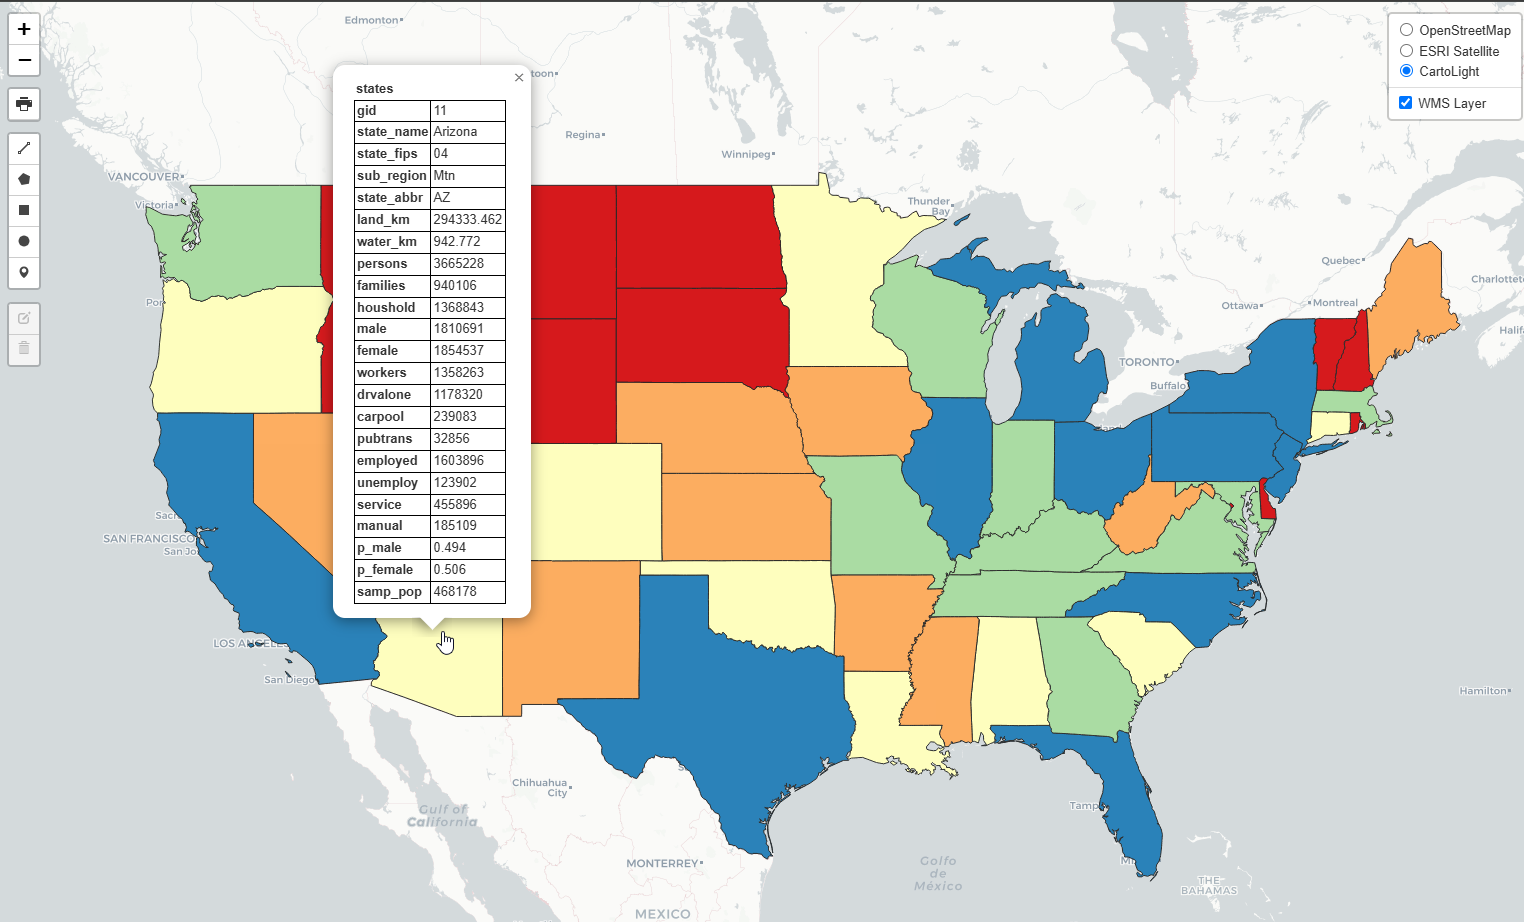 +
−
Edmonton
toon
Regina
Winnipeg
VANCOUVER
Victoria
Thunder
Bay
Quebec
Charlottet
Ottawa
Montreal
Halif
TORONTO
Buffalo
Por
Sacr
SAN FRANCISCO
San Jo
LOS ANGELE
San Diego
Hamilton
Chihuahua
City
Gulf of
California
MONTERREY
MEXICO
Golfo
de
México
Tamp
THE
BAHAMAS
×
states
gid 11
state_name Arizona
state_fips 04
sub_region Mtn
state_abbr AZ
land_km 294333.462
water_km 942.772
persons 3665228
families 940106
houshold 1368843
male 1810691
female 1854537
workers 1358263
drvalone 1178320
carpool 239083
pubtrans 32856
employed 1603896
unemploy 123902
service 455896
manual 185109
p_male 0.494
p_female 0.506
samp_pop 468178
OpenStreetMap
ESRI Satellite
CartoLight
WMS Layer